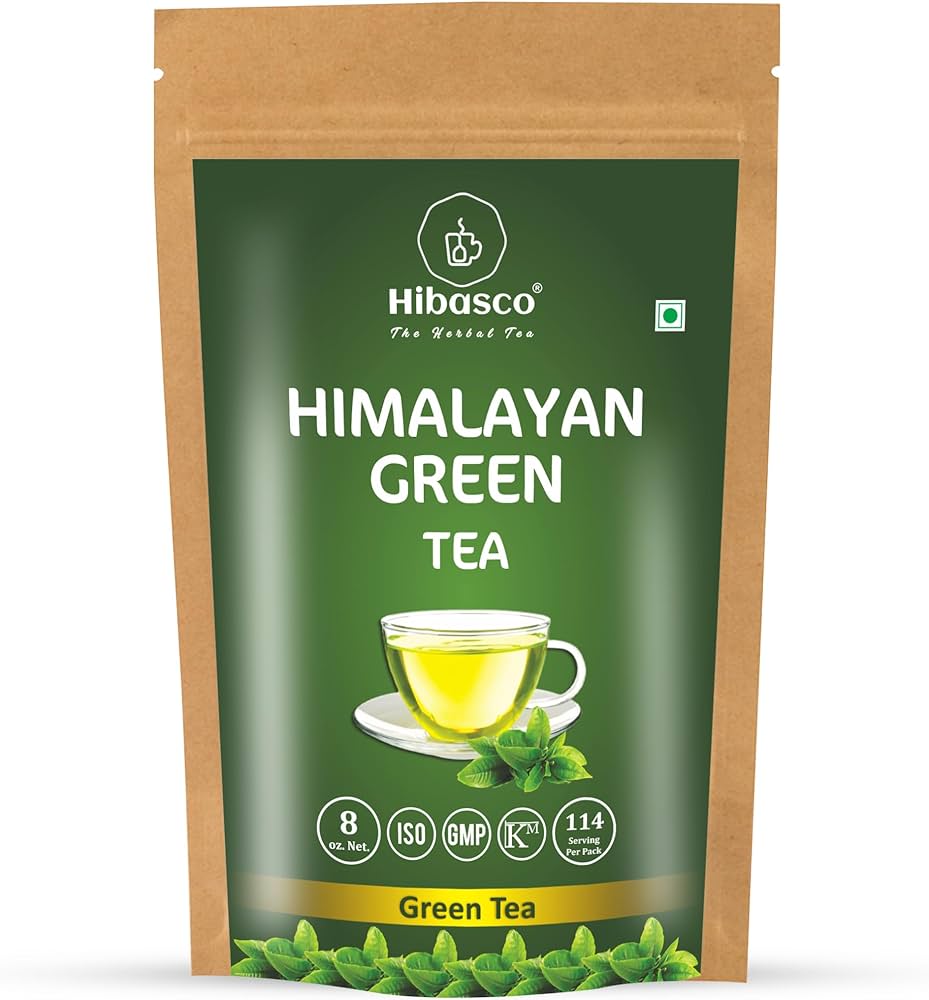 Hibasco®
The Herbal Tea
HIMALAYAN
GREEN
TEA
8
oz. Net.
ISO
GMP
KM
114
Serving
Per Pack
Green Tea